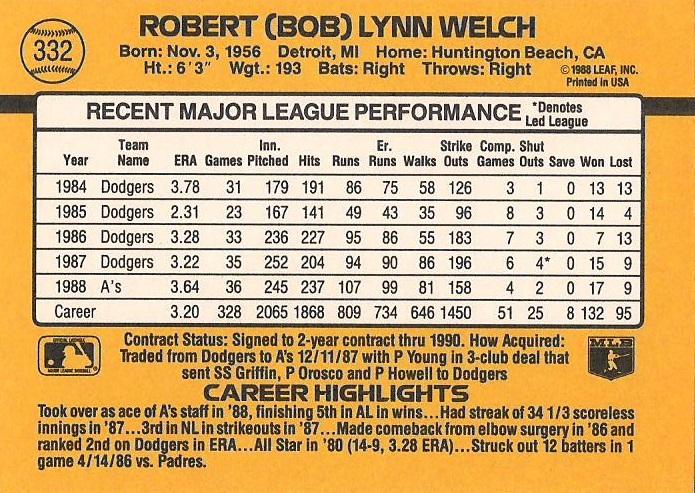 332
ROBERT (BOB) LYNN WELCH
Born: Nov. 3, 1956 Detroit, MI Home: Huntington Beach, CA
Ht.: 6'3" Wgt.: 193 Bats: Right Throws: Right
©1988 LEAF, INC.
Printed in USA
RECENT MAJOR LEAGUE PERFORMANCE *Denotes
Led League
Year Team Name ERA Games Inn. Pitched Hits Runs Er. Runs Walks Strike Outs Comp. Games Shut Outs Save Won Lost
1984 Dodgers 3.78 31 179 191 86 75 58 126 3 1 0 13 13
1985 Dodgers 2.31 23 167 141 49 43 35 96 8 3 0 14 4
1986 Dodgers 3.28 33 236 227 95 86 55 183 7 3 0 7 13
1987 Dodgers 3.22 35 252 204 94 90 86 196 6 4* 0 15 9
1988 A's 3.64 36 245 237 107 99 81 158 4 2 0 17 9
Career 3.20 328 2065 1868 809 734 646 1450 51 25 8 132 95
Contract Status: Signed to 2-year contract thru 1990. How Acquired:
Traded from Dodgers to A's 12/11/87 with P Young in 3-club deal that
sent SS Griffin, P Orosco and P Howell to Dodgers
MLB
CAREER HIGHLIGHTS
Took over as ace of A's staff in '88, finishing 5th in AL in wins...Had streak of 34 1/3 scoreless
innings in '87...3rd in NL in strikeouts in '87...Made comeback from elbow surgery in '86 and
ranked 2nd on Dodgers in ERA...All Star in '80 (14-9, 3.28 ERA)...Struck out 12 batters in 1
game 4/14/86 vs. Padres.